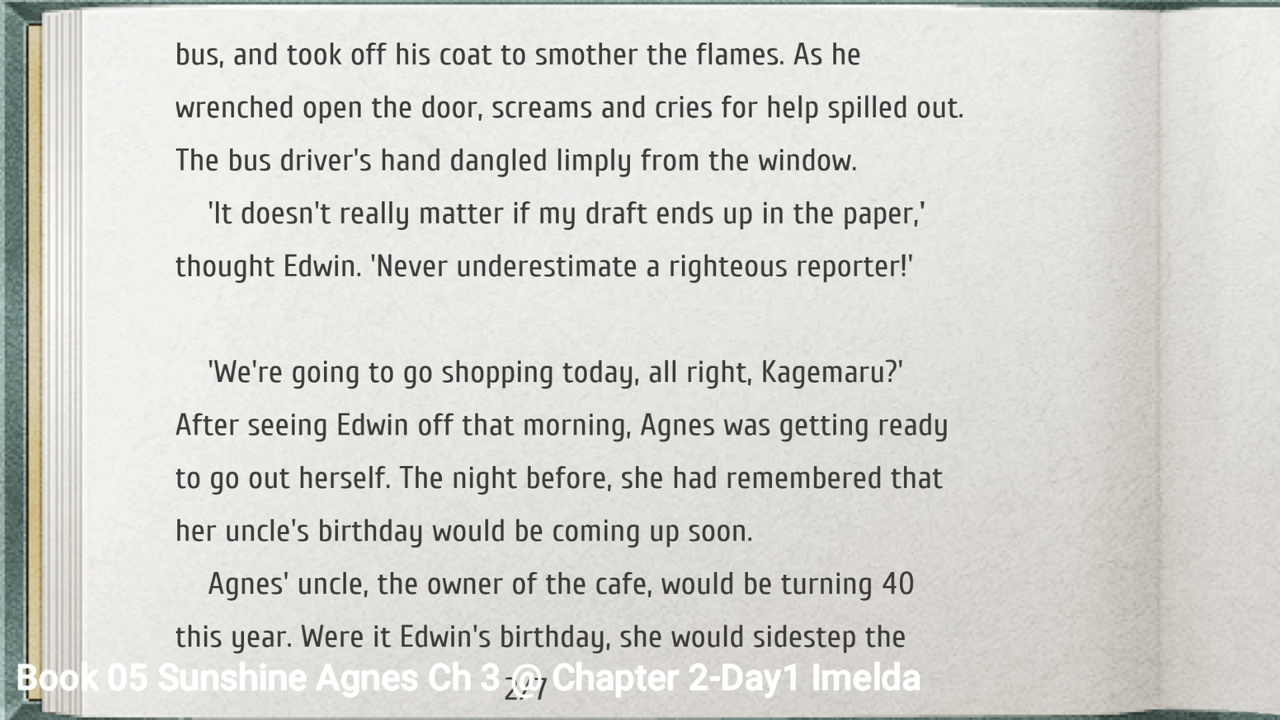 bus, and took off his coat to smother the flames. As he
wrenched open the door, screams and cries for help spilled out.
The bus driver's hand dangled limply from the window.
'It doesn't really matter if my draft ends up in the paper,'
thought Edwin. 'Never underestimate a righteous reporter!'
'We're going to go shopping today, all right, Kagemaru?'
After seeing Edwin off that morning, Agnes was getting ready
to go out herself. The night before, she had remembered that
her uncle's birthday would be coming up soon.
Agnes' uncle, the owner of the cafe, would be turning 40
this year. Were it Edwin's birthday, she would sidestep the
Book 05 Sunshine Agnes Ch 3 @ Chapter 2-Day1 Imelda
2/7